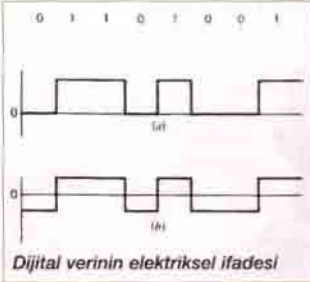 0 1 1 0 1 0 0 1
0
(a)
0
(b)
Dijital verinin elektriksel ifadesi